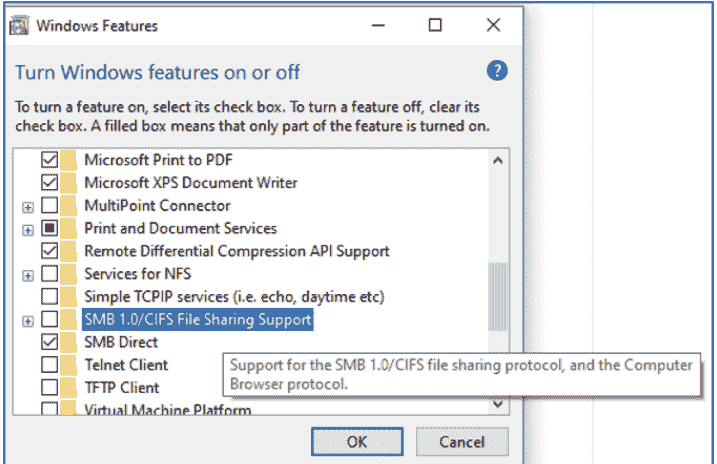 Windows Features
Turn Windows features on or off
?
To turn a feature on, select its check box. To turn a feature off, clear its
check box. A filled box means that only part of the feature is turned on.
Microsoft Print to PDF
Microsoft XPS Document Writer
MultiPoint Connector
Print and Document Services
Remote Differential Compression API Support
Services for NFS
Simple TCPIP services (i.e. echo, daytime etc)
SMB 1.0/CIFS File Sharing Support
SMB Direct
Telnet Client
Support for the SMB 1.0/CIFS file sharing protocol, and the Computer
Browser protocol.
TFTP Client
Virtual Machine Platform
OK
Cancel